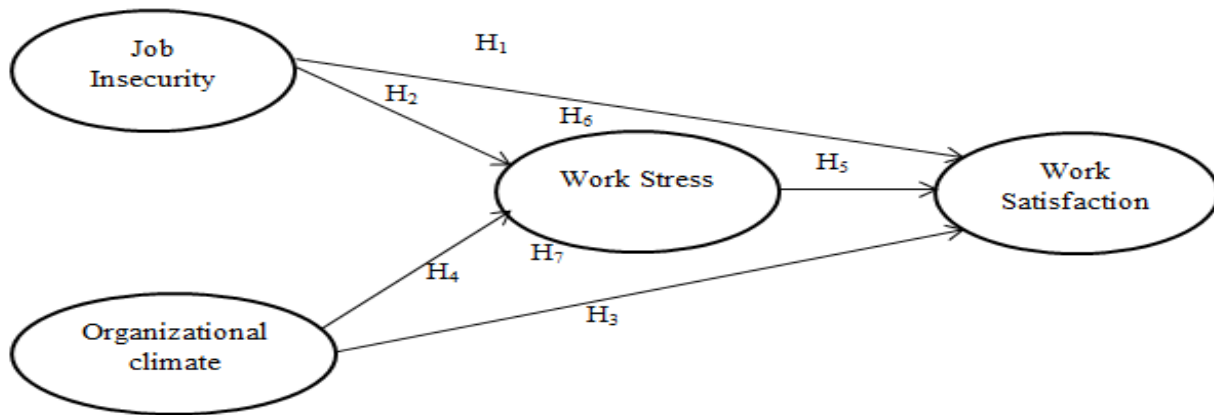 Job
Insecurity
H₁
H₂
H₆
Work Stress
H₅
Work
Satisfaction
H₇
H₄
H₃
Organizational
climate